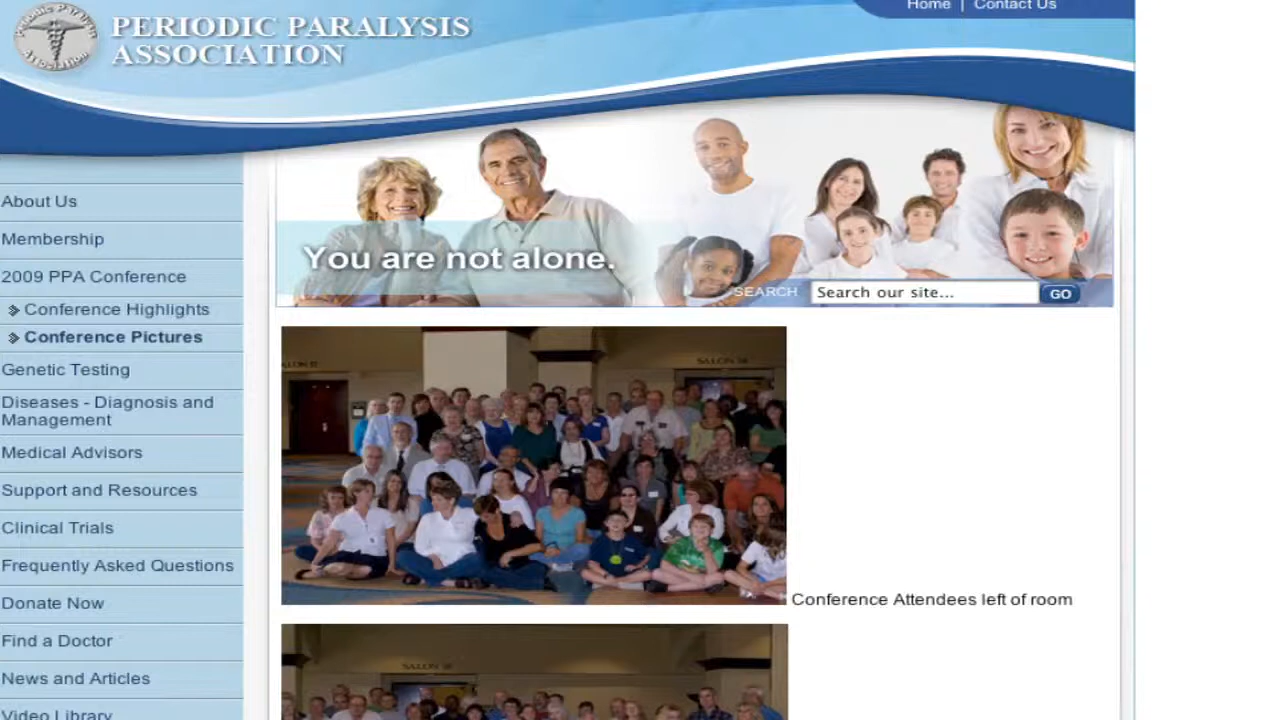 Home | Contact Us
PERIODIC PARALYSIS
ASSOCIATION
You are not alone.
SEARCH
Search our site...
GO
About Us
Membership
2009 PPA Conference
Conference Highlights
Conference Pictures
Genetic Testing
Diseases - Diagnosis and
Management
Medical Advisors
Support and Resources
Clinical Trials
Frequently Asked Questions
Donate Now
Find a Doctor
News and Articles
Video Library
Conference Attendees left of room